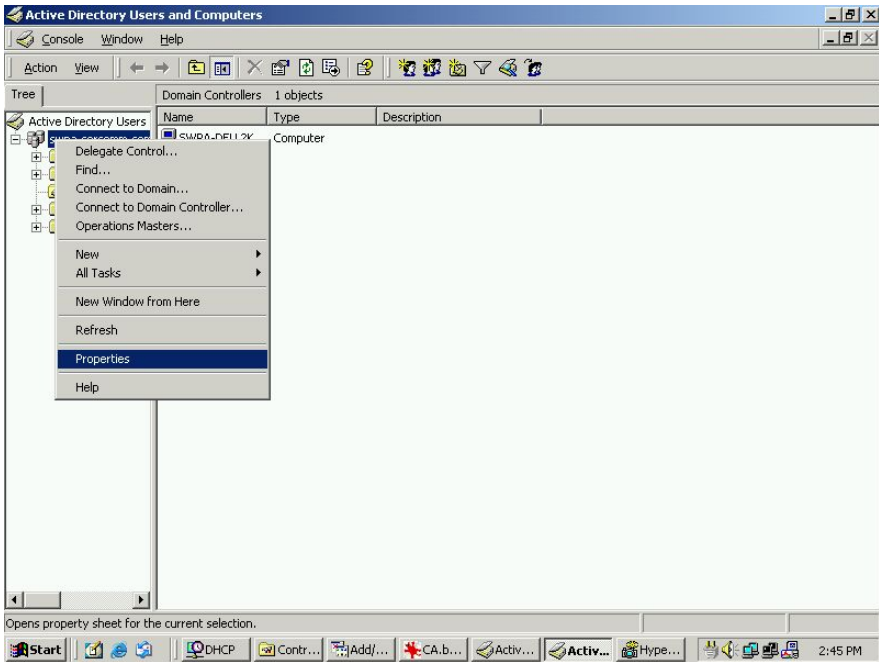 Active Directory Users and Computers
Console Window Help
Action View
Tree
Domain Controllers 1 objects
Active Directory Users
Name Type Description
Computer
Delegate Control...
Find...
Connect to Domain...
Connect to Domain Controller...
Operations Masters...
New
All Tasks
New Window from Here
Refresh
Properties
Help
Opens property sheet for the current selection.
Start DHCP Contr... Add/... CA.b... Activ... Activ... Hype... 2:45 PM